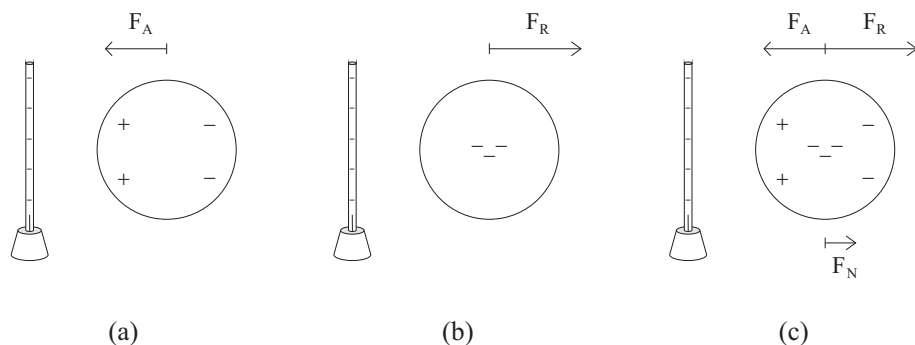 F_A F_R F_A F_R
+ − − − − + −
+ − − + −
F_N
(a) (b) (c)